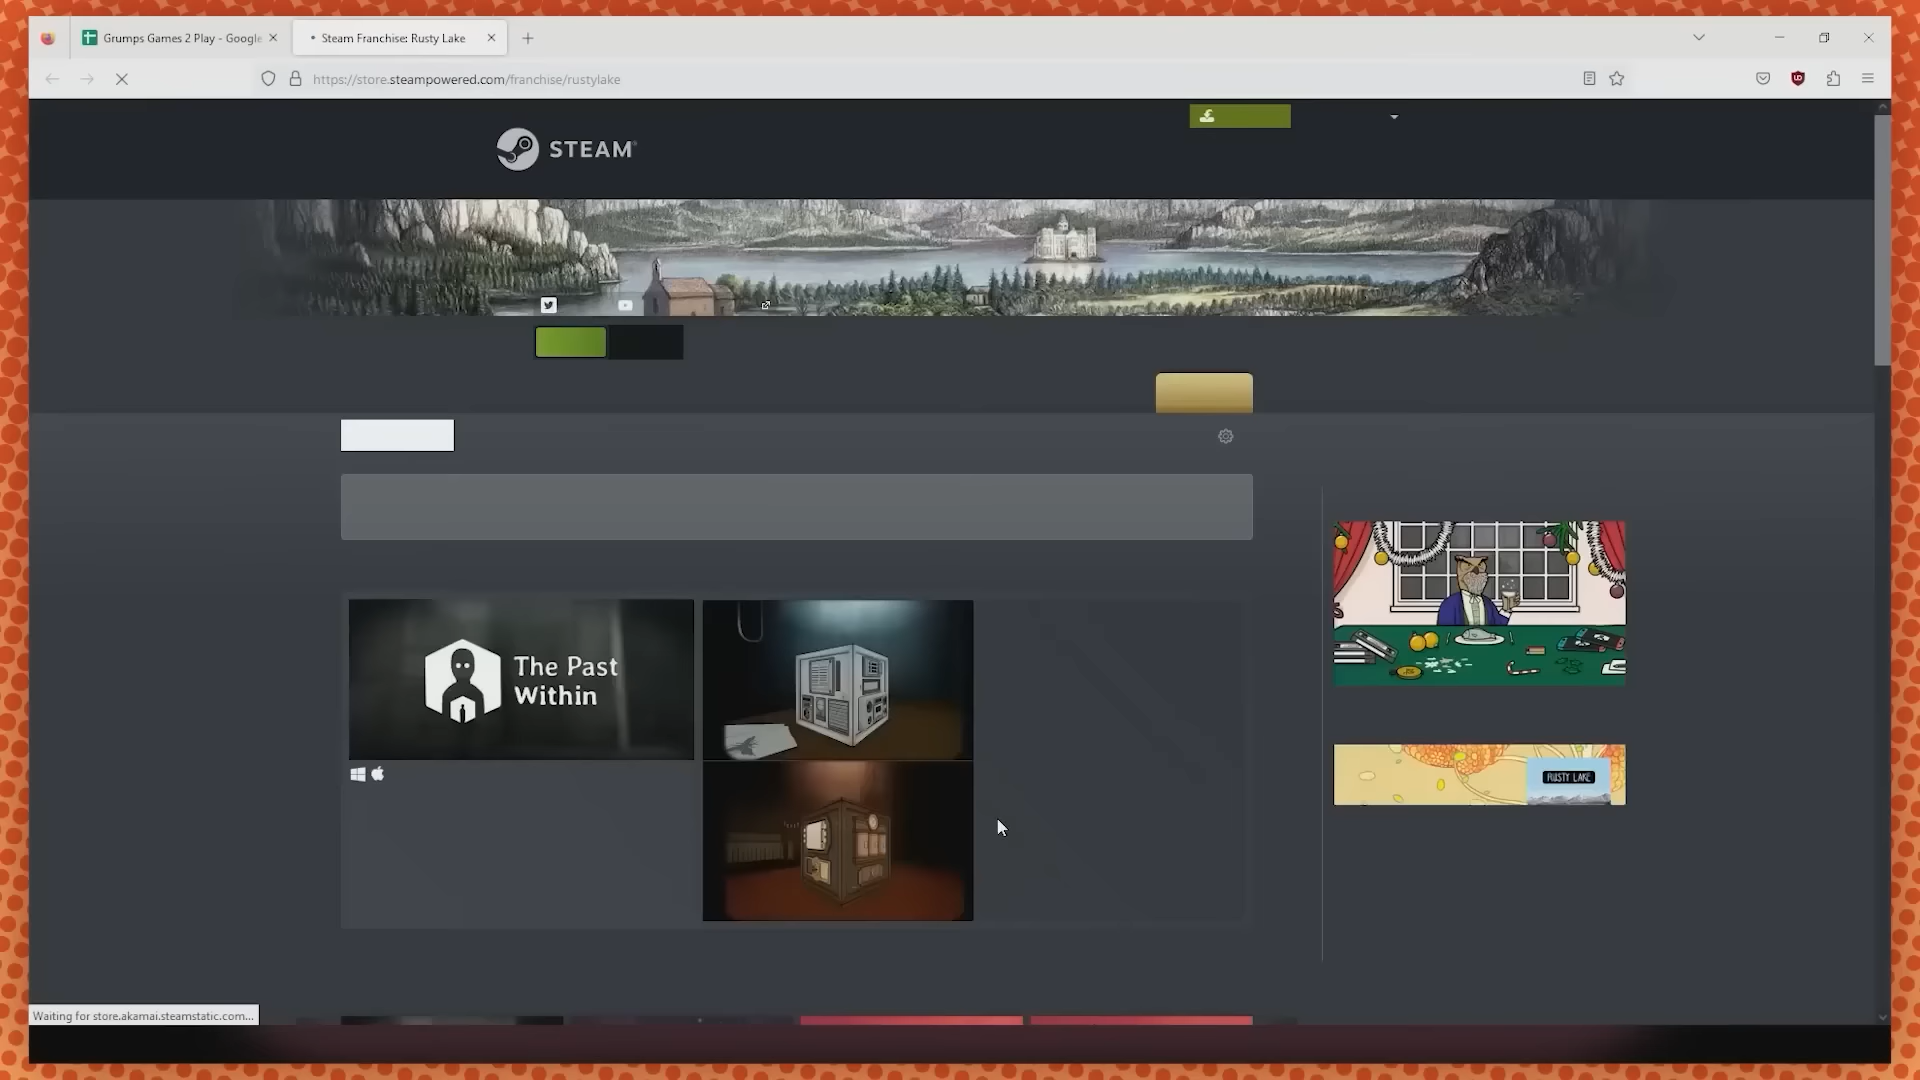 Grumps Games 2 Play - Google
Steam Franchise: Rusty Lake
https://store.steampowered.com/franchise/rustylake
STEAM
The Past
Within
RUSTY LAKE
Waiting for store.akamai.steamstatic.com...